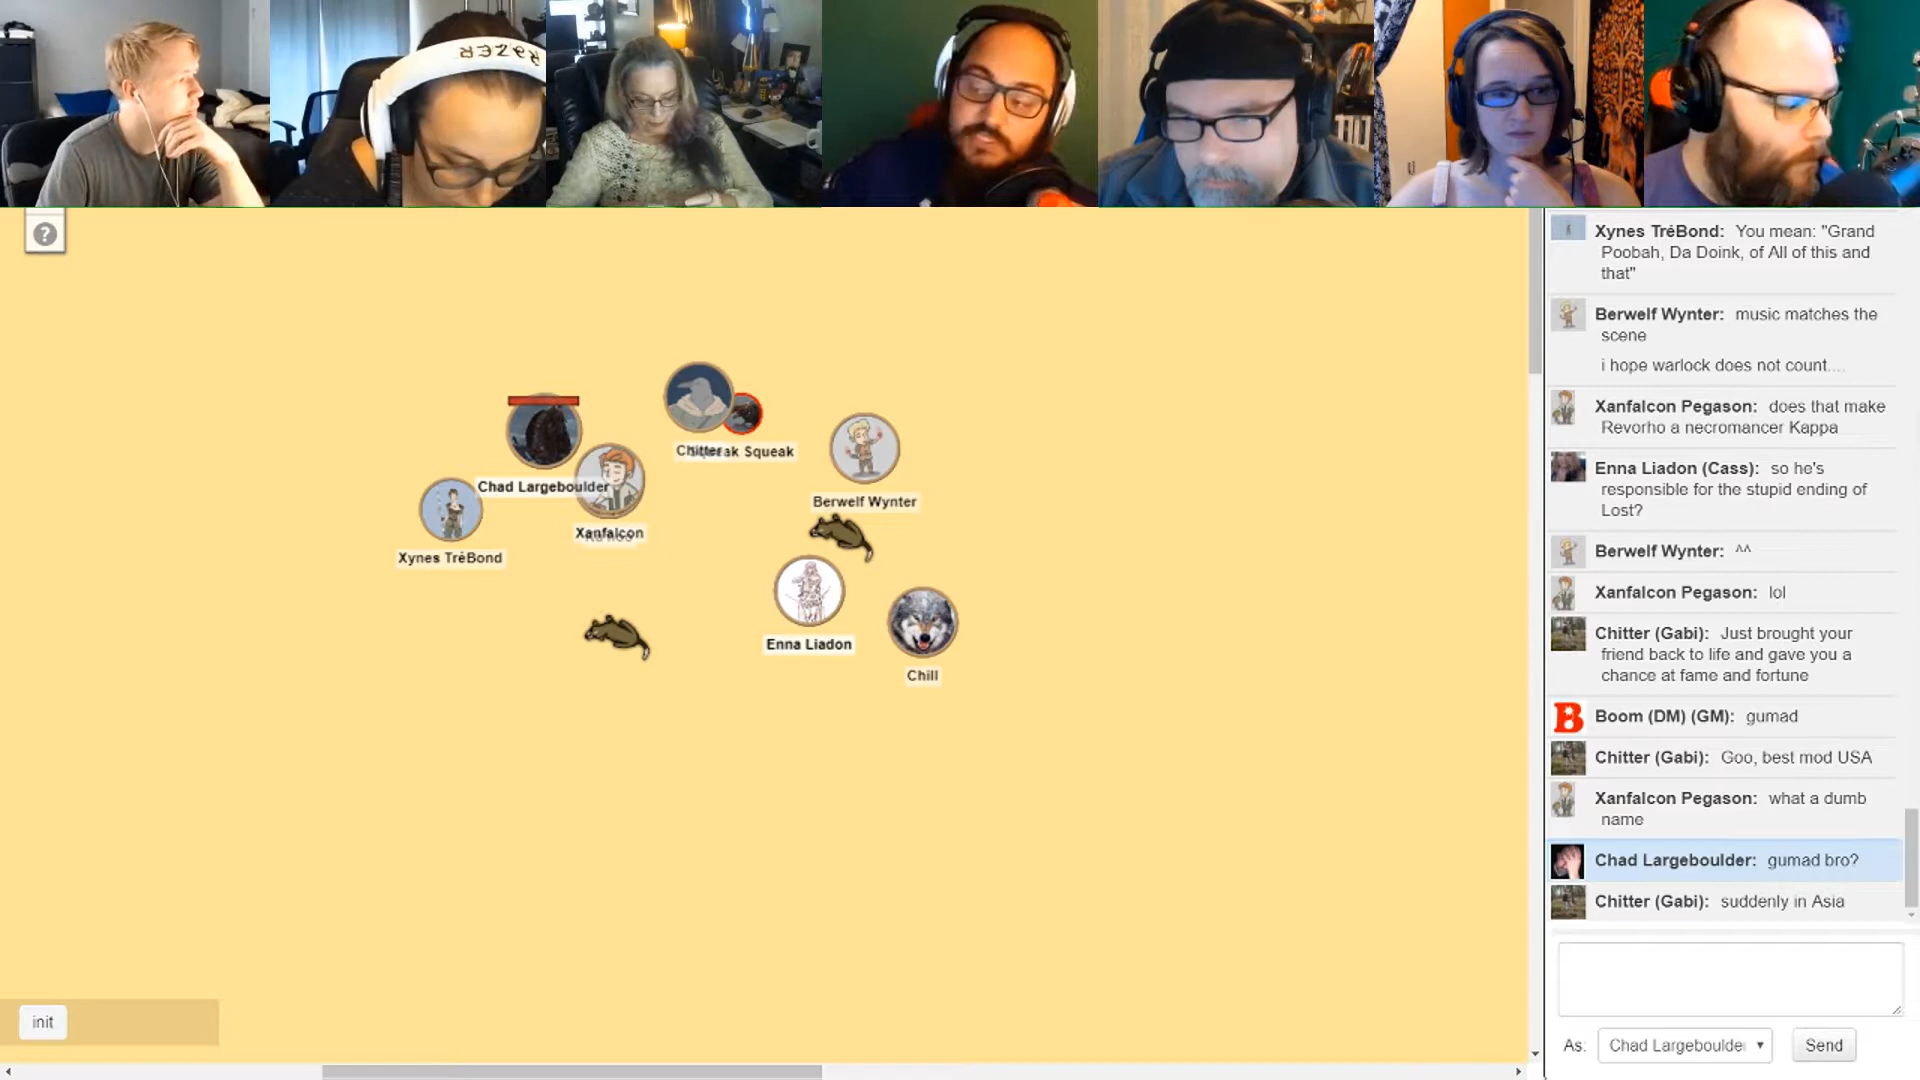 RAZER
?
Xynes TréBond: You mean: "Grand
Poobah, Da Doink, of All of this and
that"
Berwelf Wynter: music matches the
scene
i hope warlock does not count....
Xanfalcon Pegason: does that make
Revorho a necromancer Kappa
Enna Liadon (Cass): so he's
responsible for the stupid ending of
Lost?
Berwelf Wynter: ^^
Xanfalcon Pegason: lol
Chitter (Gabi): Just brought your
friend back to life and gave you a
chance at fame and fortune
B
Boom (DM) (GM): gumad
Chitter (Gabi): Goo, best mod USA
Xanfalcon Pegason: what a dumb
name
Chad Largeboulder: gumad bro?
Chitter (Gabi): suddenly in Asia
As:
Chad Largeboulde
Send
Chitter
Squeak
Berwelf Wynter
Chad Largeboulder
Xanfalcon
Xynes TréBond
Enna Liadon
Chill
init